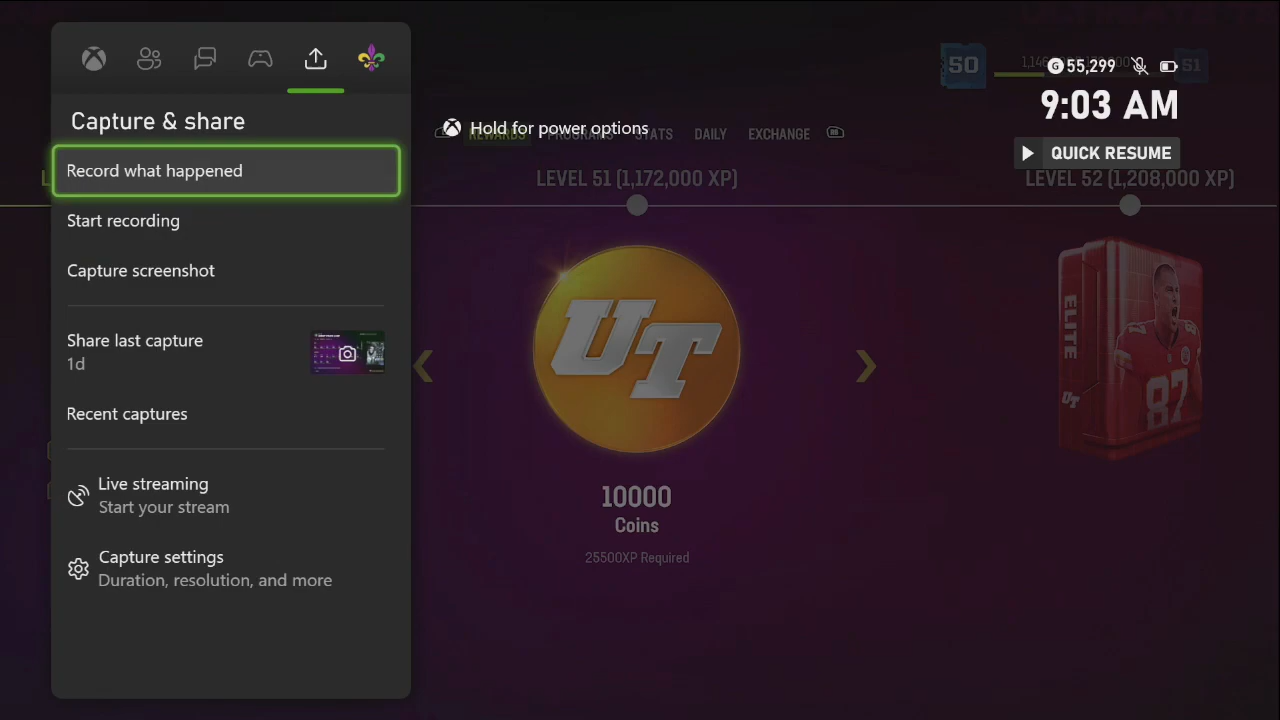 Capture & share
Record what happened
Start recording
Capture screenshot
Share last capture
1d
Recent captures
Live streaming
Start your stream
Capture settings
Duration, resolution, and more
Hold for power options
50
G 55,299
51
9:03 AM
QUICK RESUME
REWARDS
STATS
DAILY
EXCHANGE
LEVEL 51 (1,172,000 XP)
LEVEL 52 (1,208,000 XP)
UT
10000
Coins
25500XP Required
ELITE
UT
87